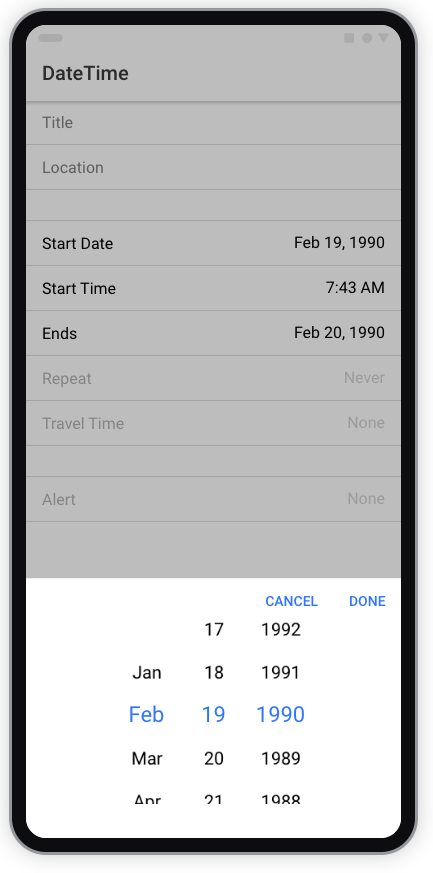 DateTime
Title
Location
Start Date Feb 19, 1990
Start Time 7:43 AM
Ends Feb 20, 1990
Repeat Never
Travel Time None
Alert None
CANCEL DONE
17 1992
Jan 18 1991
Feb 19 1990
Mar 20 1989
Apr 21 1988